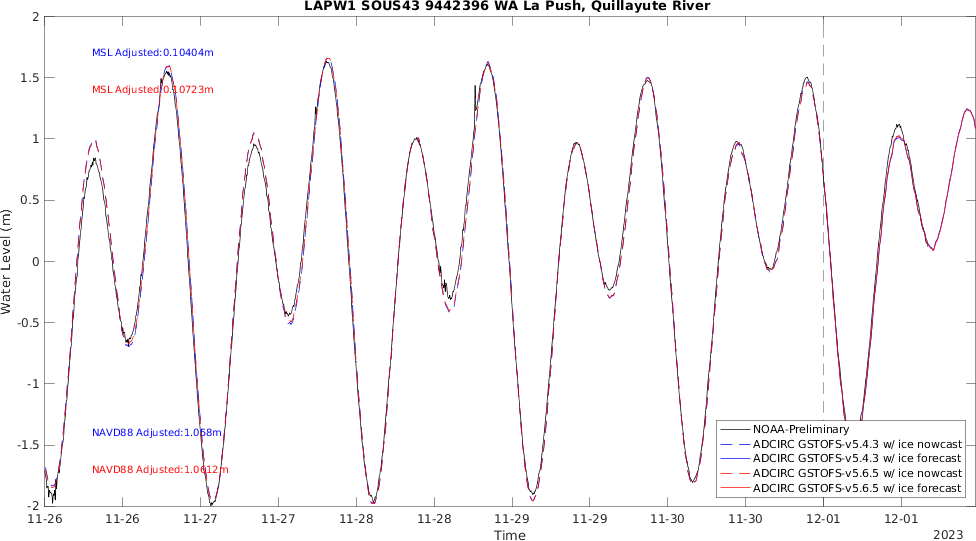 LAPW1 SOUS43 9442396 WA La Push, Quillayute River
2
1.5
1
0.5
0
-0.5
-1
-1.5
-2
Water Level (m)
MSL Adjusted:0.10404m
MSL Adjusted:0.10723m
NAVD88 Adjusted:1.058m
NAVD88 Adjusted:1.0612m
NOAA-Preliminary
ADCIRC GSTOFS-v5.4.3 w/ ice nowcast
ADCIRC GSTOFS-v5.4.3 w/ ice forecast
ADCIRC GSTOFS-v5.6.5 w/ ice nowcast
ADCIRC GSTOFS-v5.6.5 w/ ice forecast
11-26 11-26 11-27 11-27 11-28 11-28 11-29 11-29 11-30 11-30 12-01 12-01
Time
2023